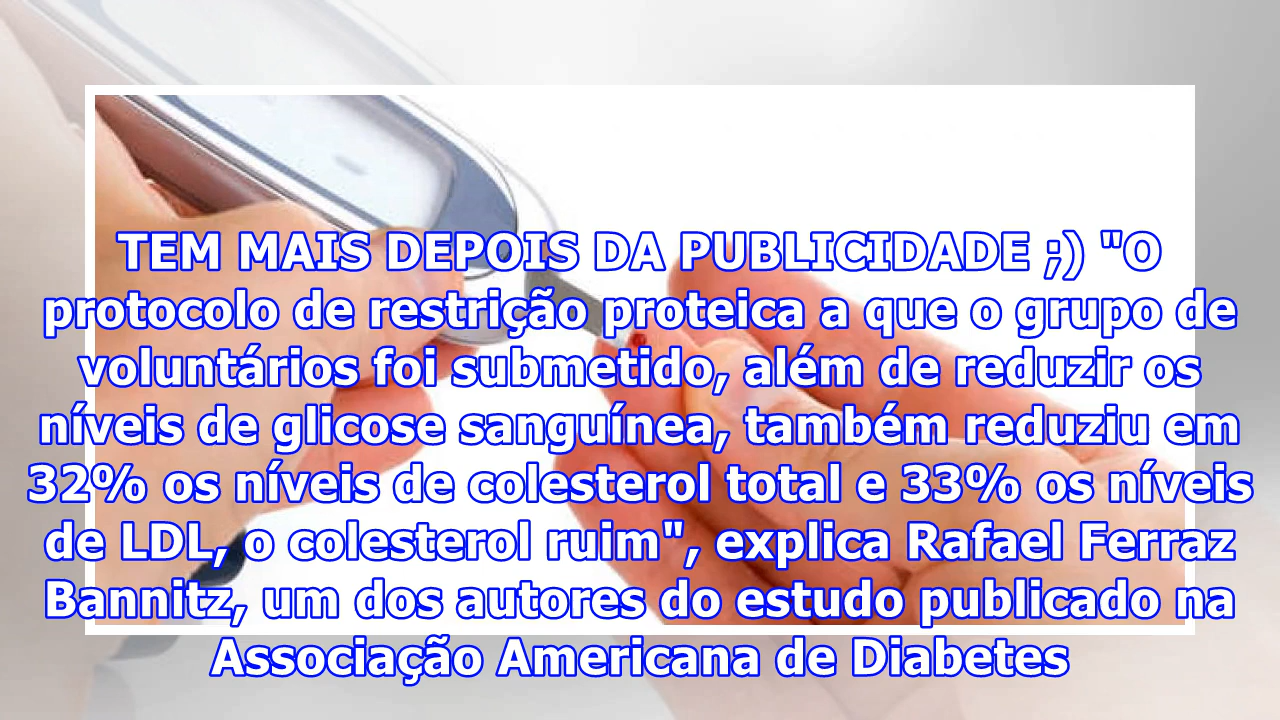 TEM MAIS DEPOIS DA PUBLICIDADE ;) "O
protocolo de restrição proteica a que o grupo de
voluntários foi submetido, além de reduzir os
níveis de glicose sanguínea, também reduziu em
32% os níveis de colesterol total e 33% os níveis
de LDL, o colesterol ruim", explica Rafael Ferraz
Bannitz, um dos autores do estudo publicado na
Associação Americana de Diabetes